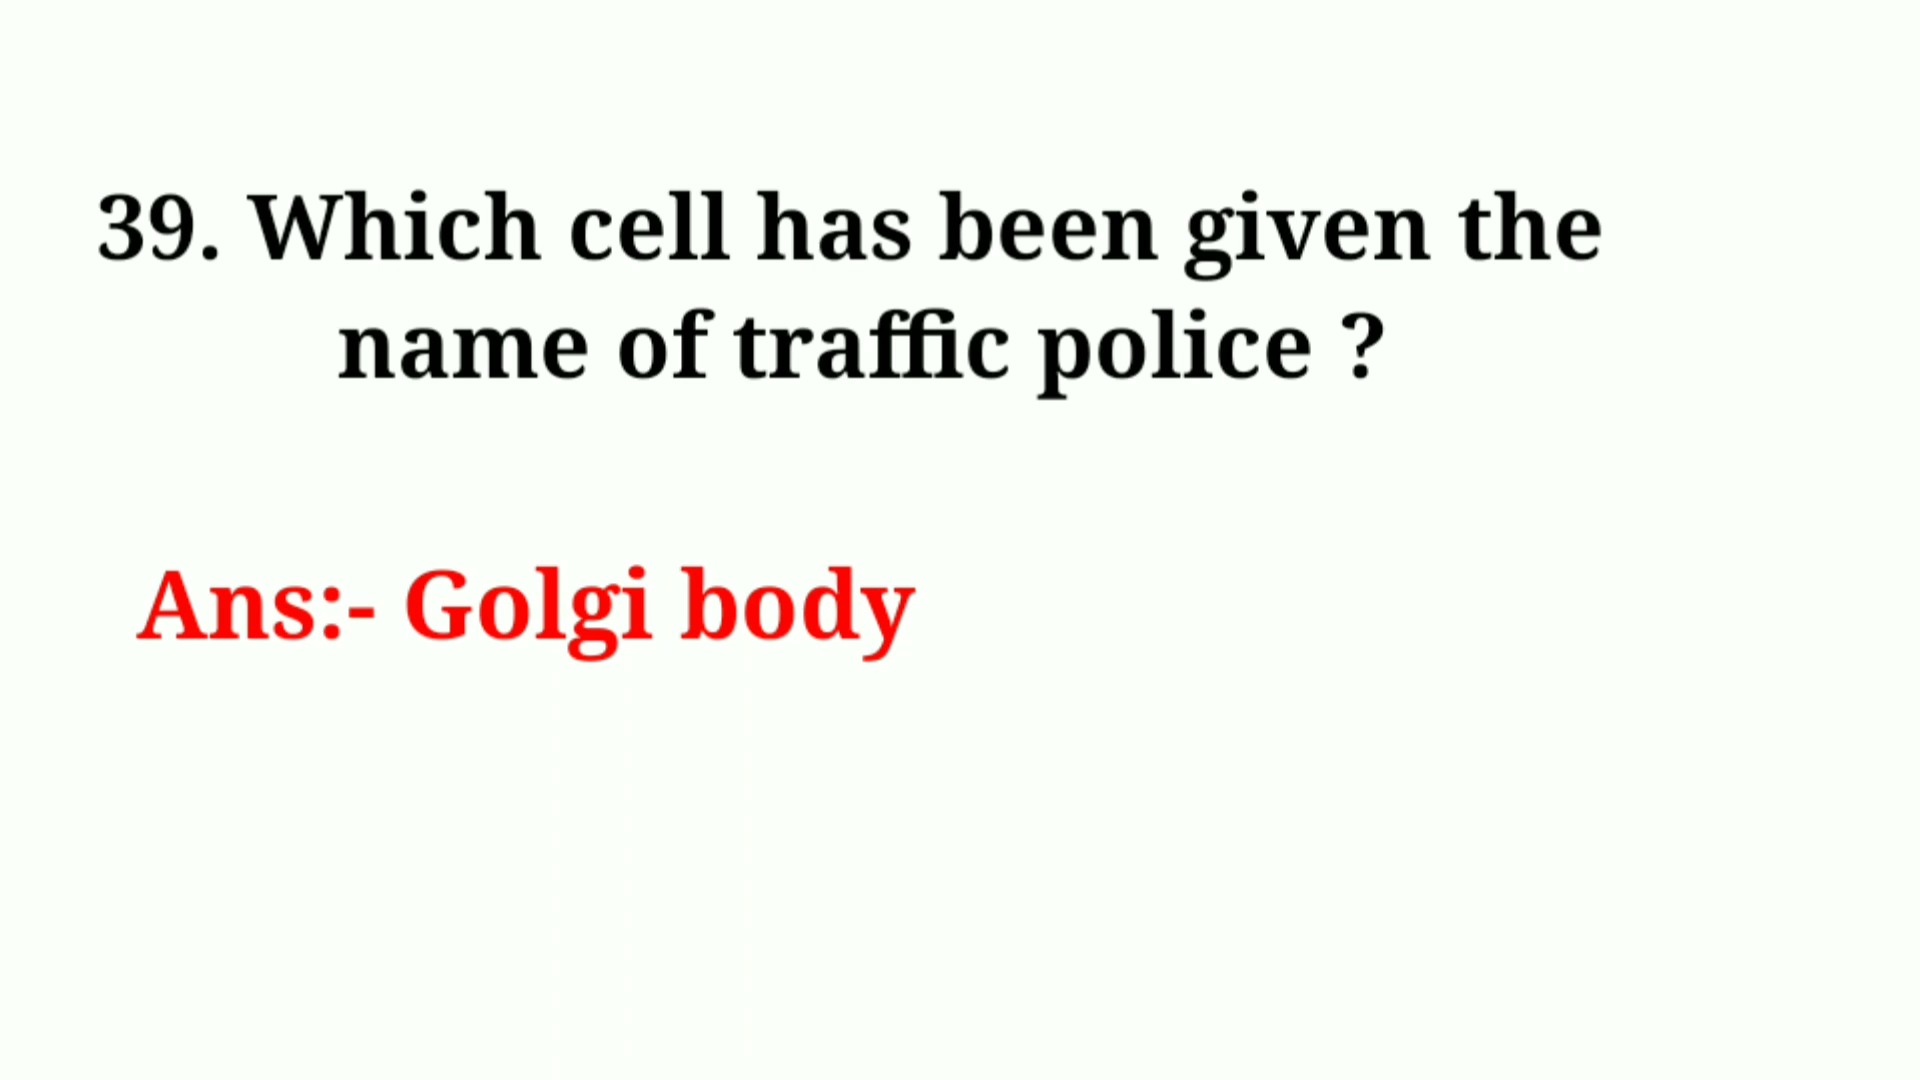 39. Which cell has been given the
name of traffic police ?
Ans:- Golgi body